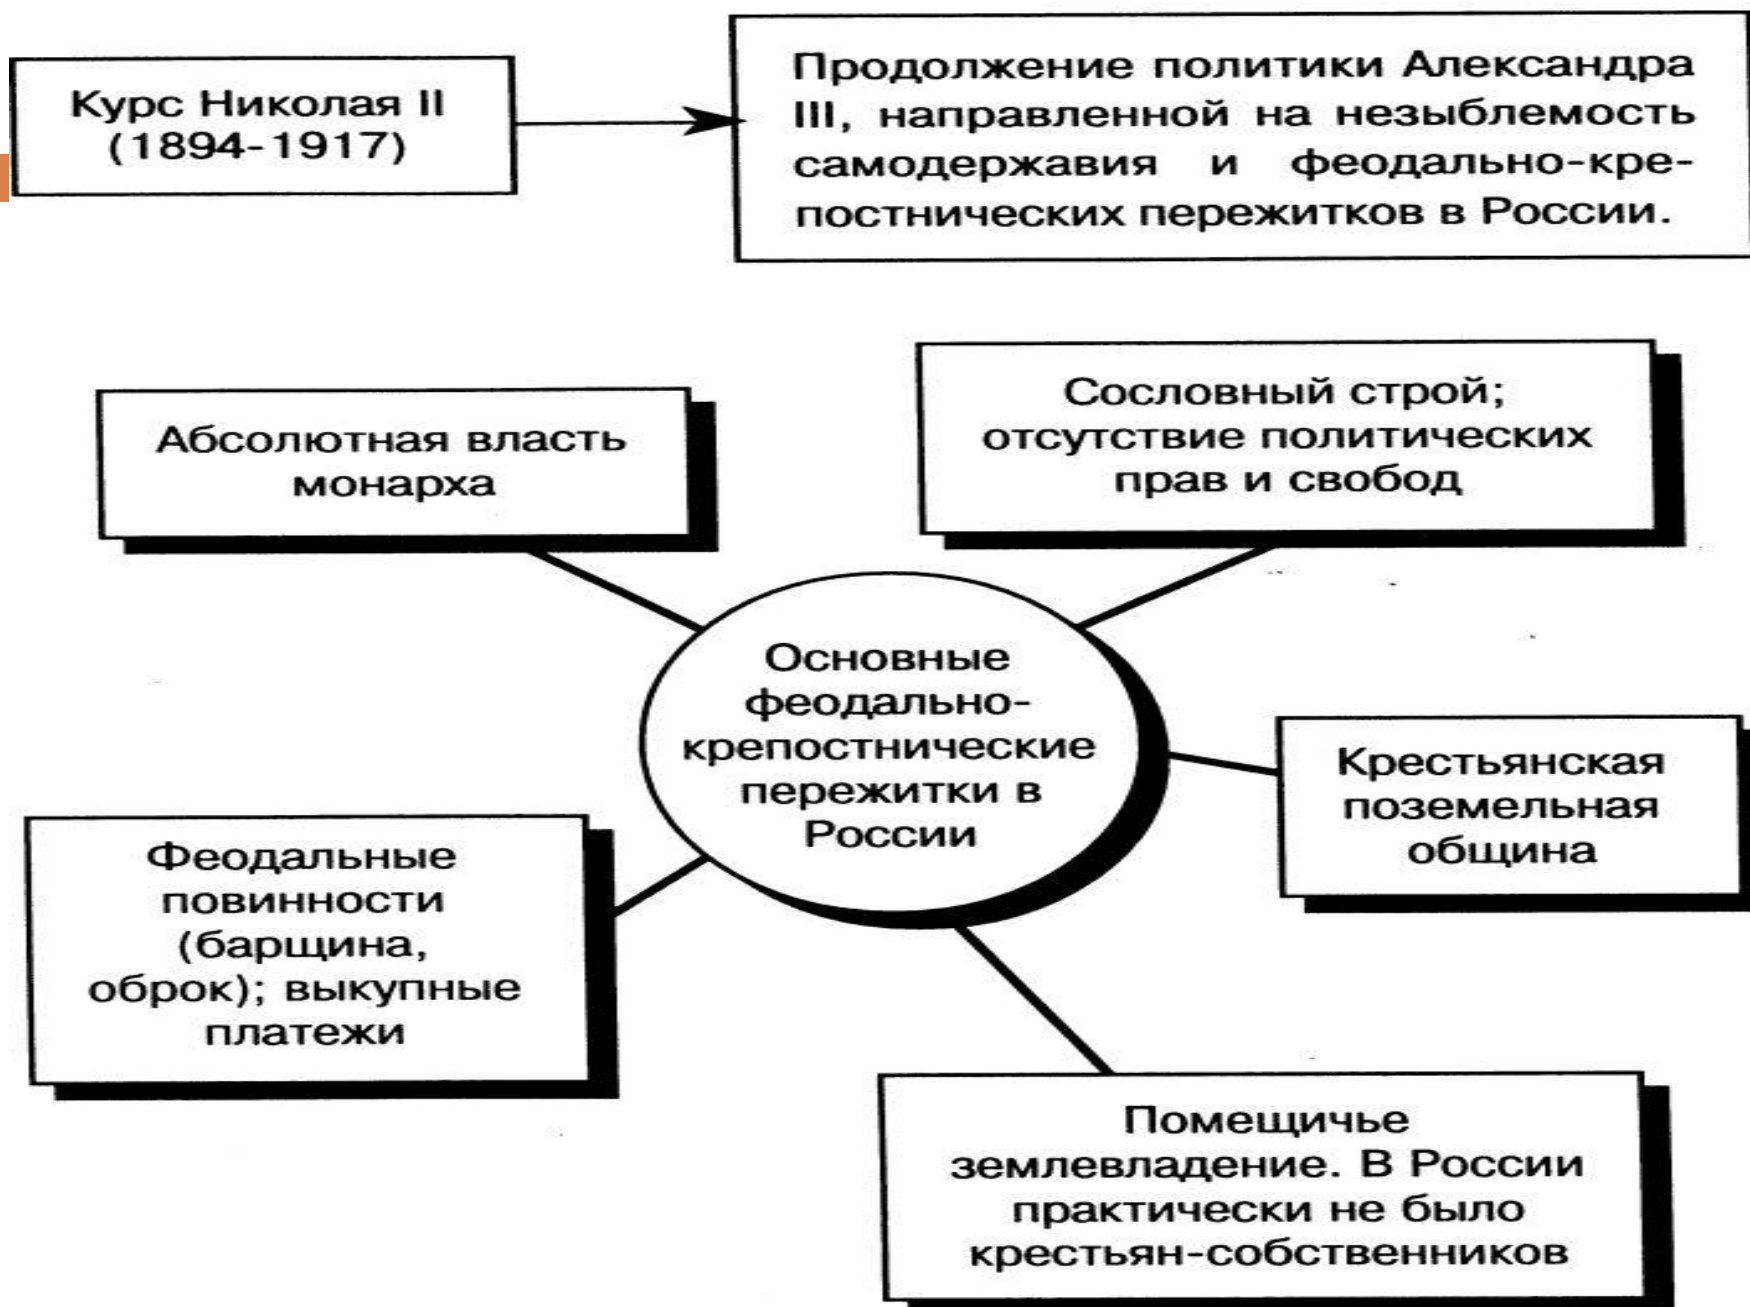 Курс Николая II
(1894-1917)
Продолжение политики Александра
III, направленной на незыблемость
самодержавия и феодально-кре-
постнических пережитков в России.
Абсолютная власть
монарха
Сословный строй;
отсутствие политических
прав и свобод
Основные
феодально-
крепостнические
пережитки в
России
Крестьянская
поземельная
община
Феодальные
повинности
(барщина,
оброк); выкупные
платежи
Помещичье
землевладение. В России
практически не было
крестьян-собственников